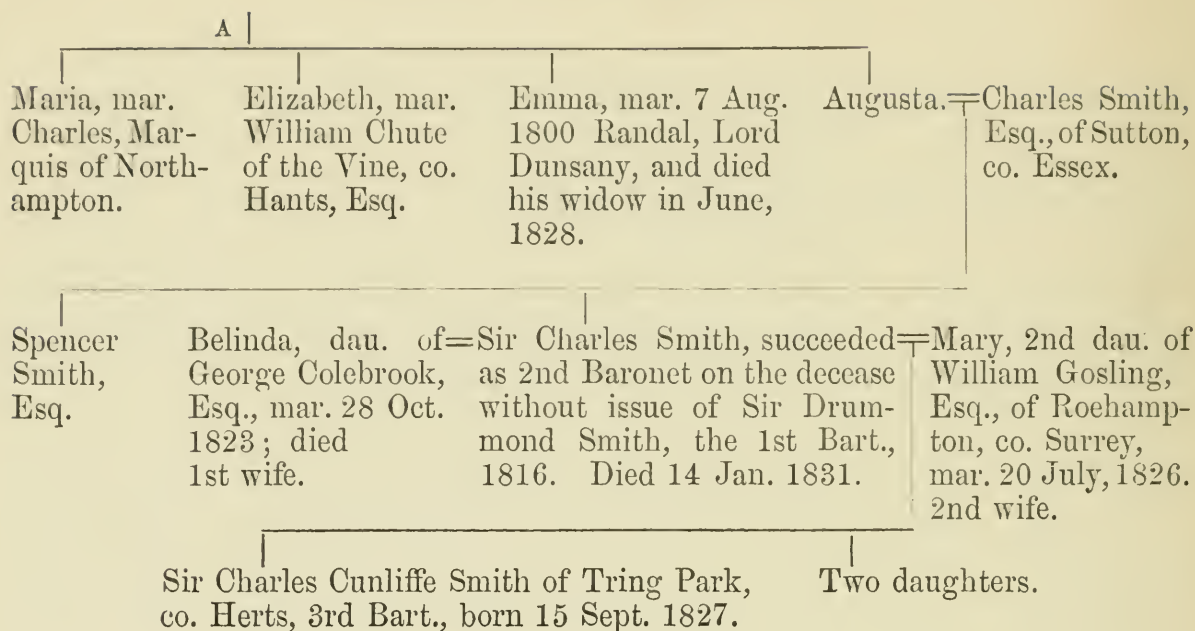 A
Maria, mar.
Charles, Mar-
quis of North-
ampton.
Elizabeth, mar.
William Chute
of the Vine, co.
Hants, Esq.
Emma, mar. 7 Aug.
1800 Randal, Lord
Dunsany, and died
his widow in June,
1828.
Augusta.
Charles Smith,
Esq., of Sutton,
co. Essex.
Spencer
Smith,
Esq.
Belinda, dau. of
George Colebrook,
Esq., mar. 28 Oct.
1823; died
1st wife.
Sir Charles Smith, succeeded
as 2nd Baronet on the decease
without issue of Sir Drum-
mond Smith, the 1st Bart.,
1816. Died 14 Jan. 1831.
Mary, 2nd dau. of
William Gosling,
Esq., of Roehamp-
ton, co. Surrey,
mar. 20 July, 1826.
2nd wife.
Sir Charles Cunliffe Smith of Tring Park,
co. Herts, 3rd Bart., born 15 Sept. 1827.
Two daughters.